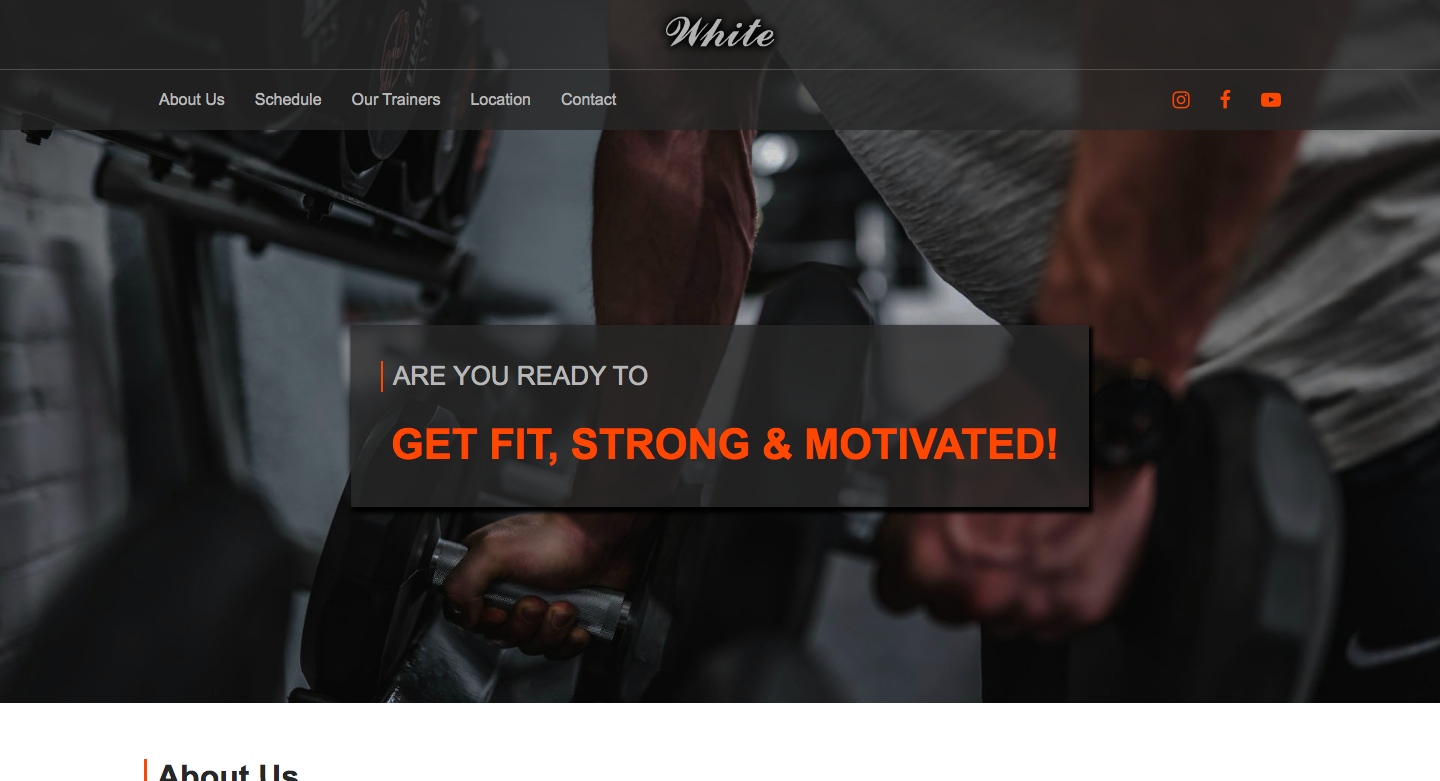 White
About Us Schedule Our Trainers Location Contact
ARE YOU READY TO
GET FIT, STRONG & MOTIVATED!
About Us